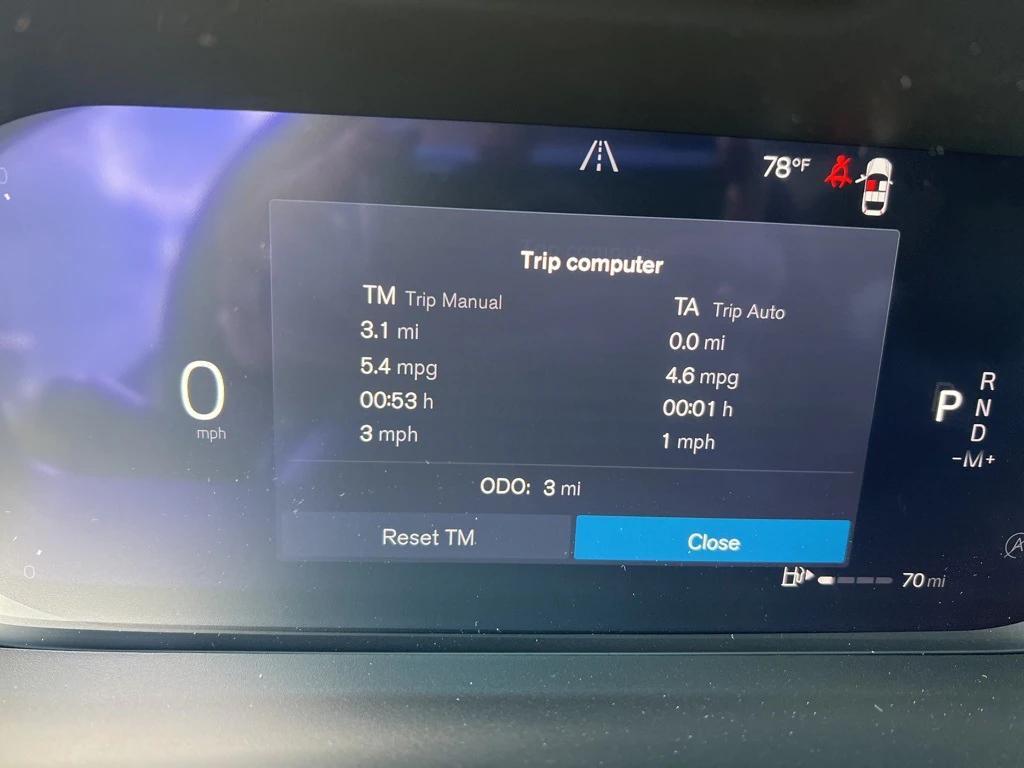 78°F
Trip computer
TM Trip Manual
3.1 mi
5.4 mpg
00:53 h
3 mph
TA Trip Auto
0.0 mi
4.6 mpg
00:01 h
1 mph
ODO: 3 mi
Reset TM
Close
0
mph
P
R
N
D
-M+
70 mi
0
A